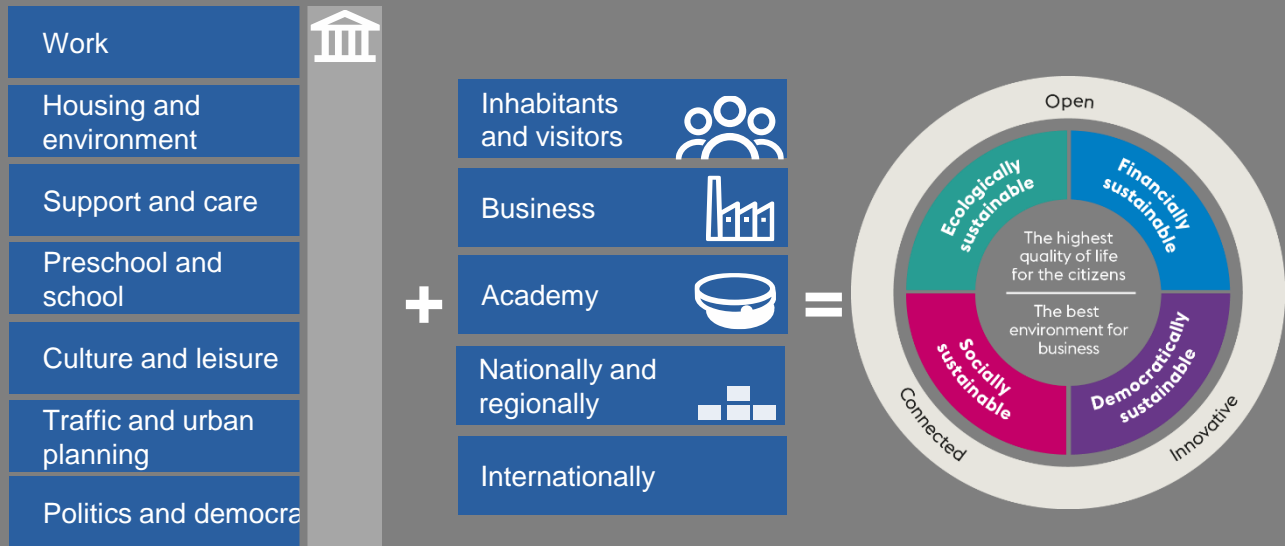 Work
Housing and
environment
Support and care
Preschool and
school
Culture and leisure
Traffic and urban
planning
Politics and democra
+
Inhabitants
and visitors
Business
Academy
Nationally and
regionally
Internationally
=
Open
Ecologically
sustainable
Financially
sustainable
The highest
quality of life
for the citizens
The best
environment for
business
Socially
sustainable
Democratically
sustainable
Connected
Innovative